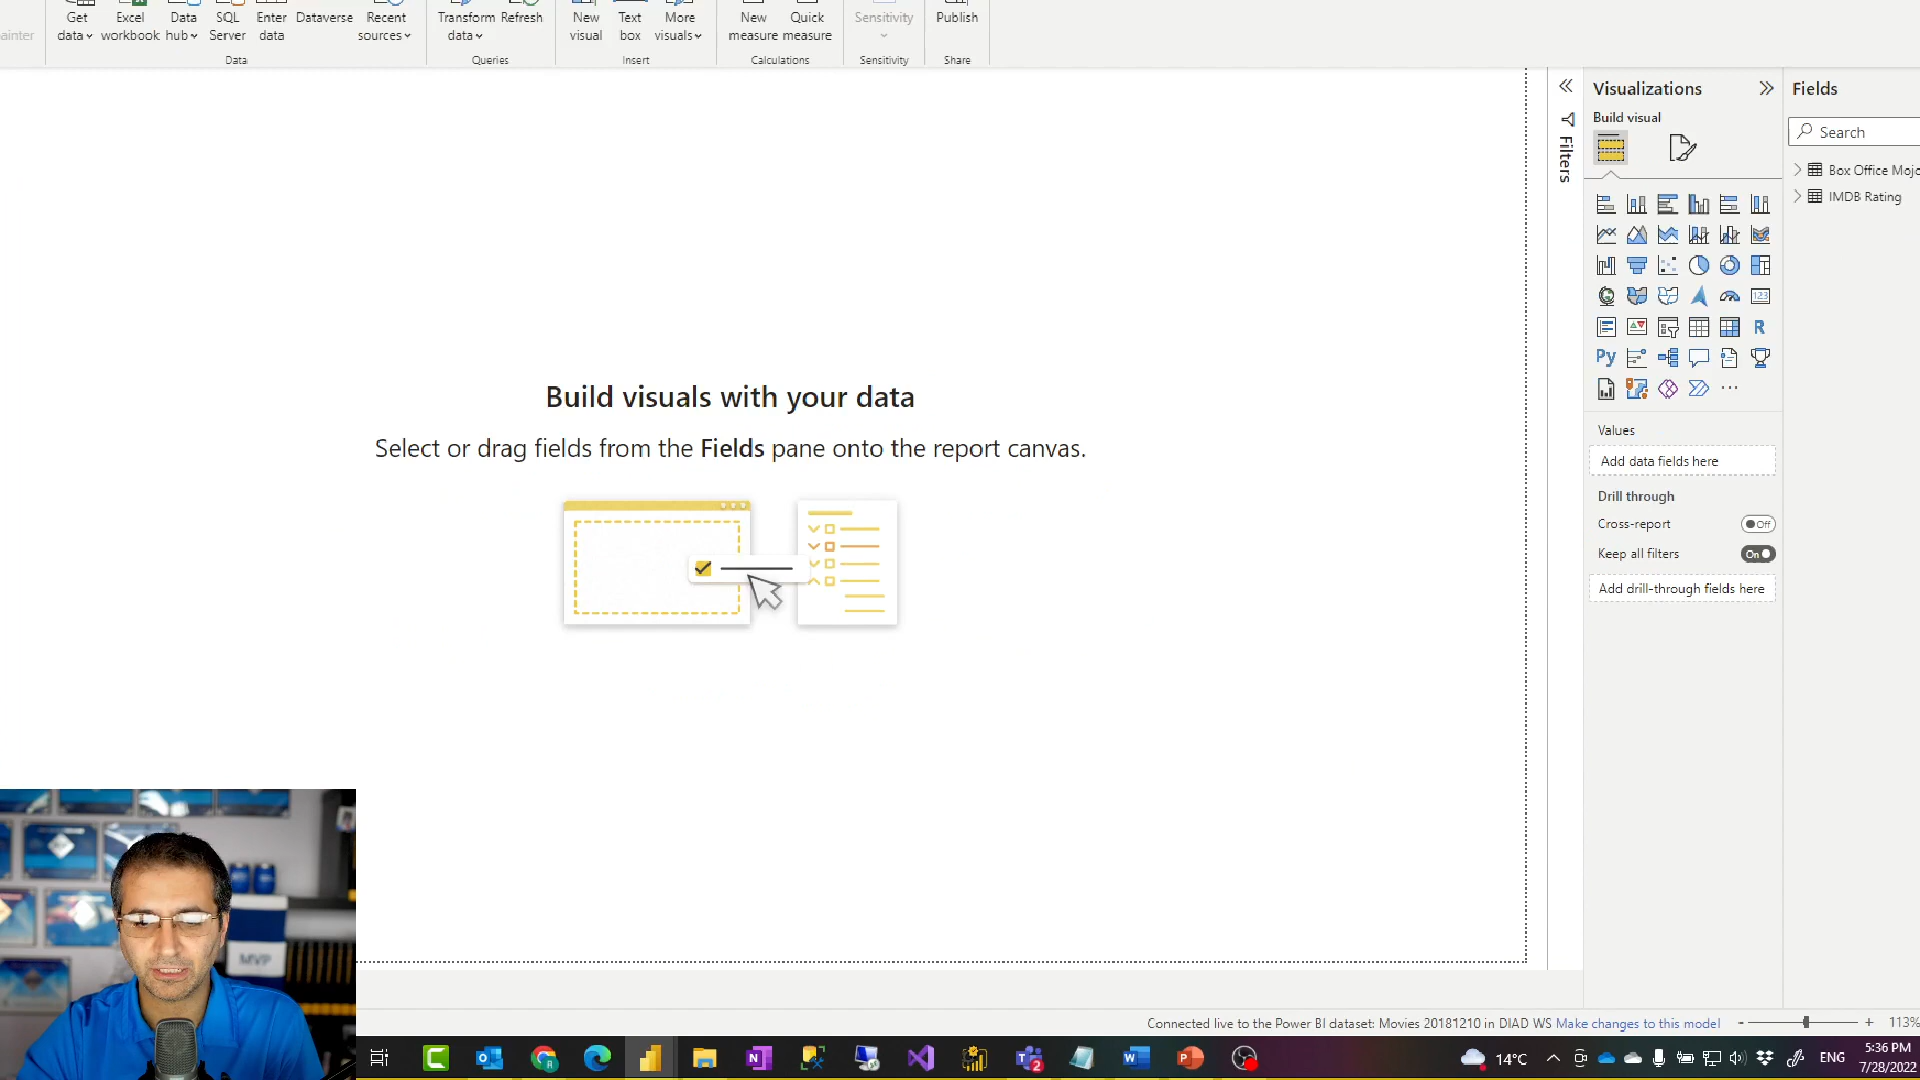 Get data
Excel workbook
Data hub
SQL Server
Enter data
Dataverse
Recent sources
Transform data
Refresh
New visual
Text box
More visuals
New measure
Quick measure
Sensitivity
Publish
ainter
Data
Queries
Insert
Calculations
Sensitivity
Share
Visualizations
Fields
Build visual
Search
Filters
Box Office Mojo
IMDB Rating
123
R
Py
Build visuals with your data
Select or drag fields from the Fields pane onto the report canvas.
Values
Add data fields here
Drill through
Cross-report
Off
Keep all filters
On
Add drill-through fields here
MVP
Connected live to the Power BI dataset: Movies 20181210 in DIAD WS Make changes to this model
- + 113%
14°C
ENG
5:36 PM
7/28/2022
2